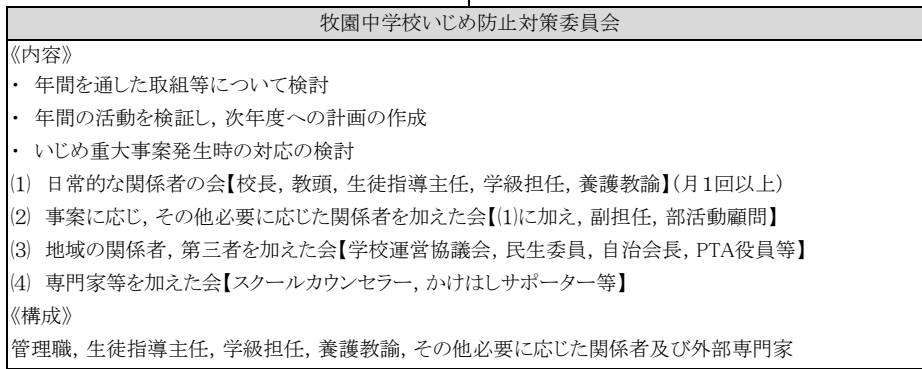 牧園中学校いじめ防止対策委員会
《内容》
・ 年間を通した取組等について検討
・ 年間の活動を検証し，次年度への計画の作成
・ いじめ重大事案発生時の対応の検討
⑴ 日常的な関係者の会【校長，教頭，生徒指導主任，学級担任，養護教諭】（月１回以上）
⑵ 事案に応じ，その他必要に応じた関係者を加えた会【⑴に加え，副担任，部活動顧問】
⑶ 地域の関係者，第三者を加えた会【学校運営協議会，民生委員，自治会長，PTA役員等】
⑷ 専門家等を加えた会【スクールカウンセラー，かけはしサポーター等】
《構成》
管理職，生徒指導主任，学級担任，養護教諭，その他必要に応じた関係者及び外部専門家